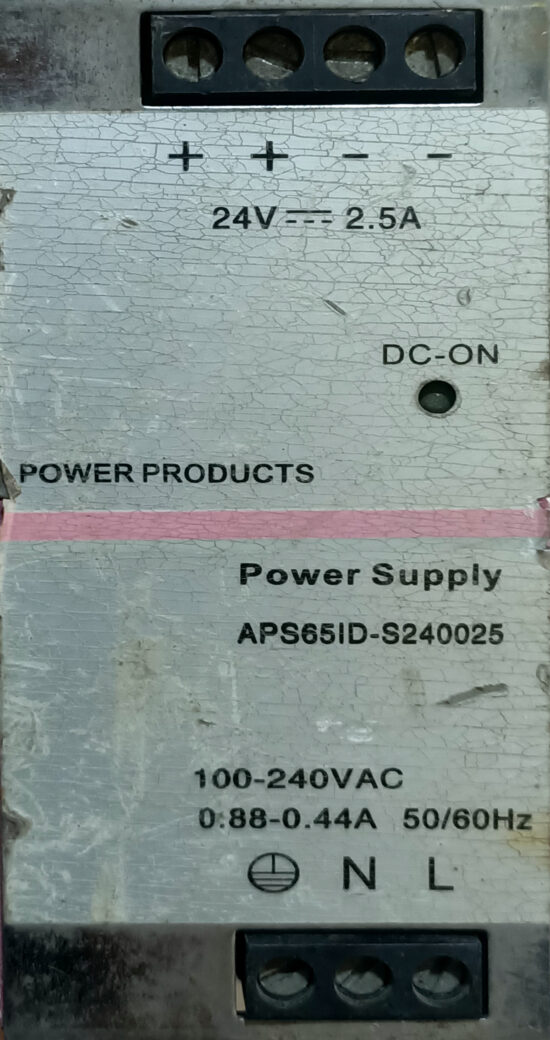 + + - -
24V⎓2.5A
DC-ON
POWER PRODUCTS
Power Supply
APS65ID-S240025
100-240VAC
0.88-0.44A 50/60Hz
N L